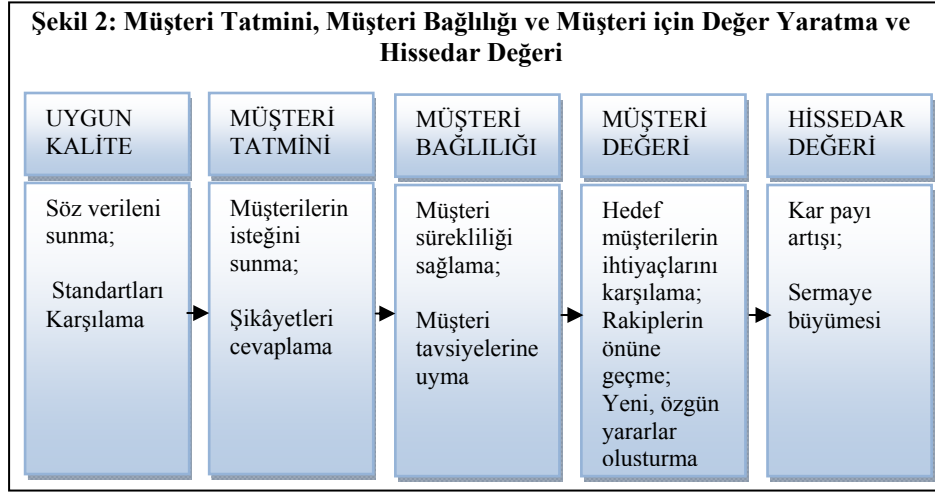 Şekil 2: Müşteri Tatmini, Müşteri Bağlılığı ve Müşteri için Değer Yaratma ve
Hissedar Değeri
UYGUN
KALİTE
Söz verileni
sunma;
Standartları
Karşılama
MÜŞTERİ
TATMİNİ
Müşterilerin
isteğini
sunma;
Şikâyetleri
cevaplama
MÜŞTERİ
BAĞLILIĞI
Müşteri
sürekliliği
sağlama;
Müşteri
tavsiyelerine
uyma
MÜŞTERİ
DEĞERİ
Hedef
müşterilerin
ihtiyaçlarını
karşılama;
Rakiplerin
önüne
geçme;
Yeni, özgün
yararlar
olusturma
HİSSEDAR
DEĞERİ
Kar payı
artışı;
Sermaye
büyümesi